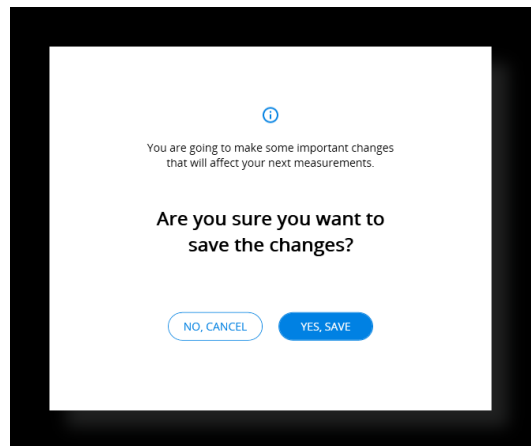 You are going to make some important changes
that will affect your next measurements.
Are you sure you want to
save the changes?
NO, CANCEL
YES, SAVE